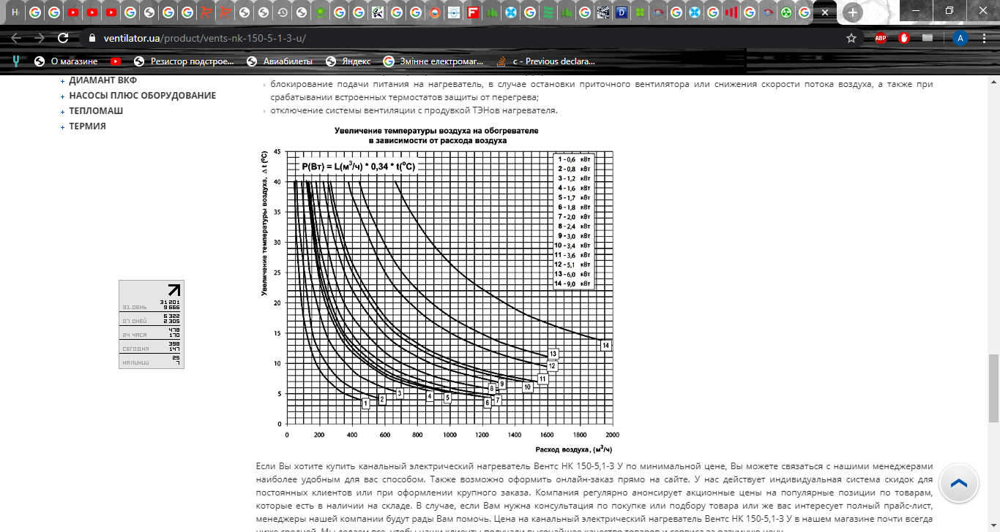 ventilator.ua/product/vents-nk-150-5-1-3-u/
ABP
A
О магазине
Резистор подстрое...
Авиабилеты
Яндекс
Змінне електромаг...
c - Previous declara...
ДИАМАНТ ВКФ
НАСОСЫ ПЛЮС ОБОРУДОВАНИЕ
ТЕПЛОМАШ
ТЕРМИЯ
блокирование подачи питания на нагреватель, в случае остановки приточного вентилятора или снижения скорости потока воздуха, а также при
срабатывании встроенных термостатов защиты от перегрева;
отключение системы вентиляции с продувкой ТЭНов нагревателя.
Увеличение температуры воздуха на обогревателе
в зависимости от расхода воздуха
Увеличение температуры воздуха, Δ t (°C)
P(Вт) = L(м³/ч) * 0,34 * t(°C)
45
40
35
30
25
20
15
10
5
0
1 - 0,6 кВт
2 - 0,8 кВт
3 - 1,2 кВт
4 - 1,6 кВт
5 - 1,7 кВт
6 - 1,8 кВт
7 - 2,0 кВт
8 - 2,4 кВт
9 - 3,0 кВт
10 - 3,4 кВт
11 - 3,6 кВт
12 - 5,1 кВт
13 - 6,0 кВт
14 - 9,0 кВт
1
2
3
4
5
6
7
8
9
10
11
12
13
14
0 200 400 600 800 1000 1200 1400 1600 1800 2000
Расход воздуха, (м³/ч)
31 201
31 ДЕНЬ 9 666
6 322
07 ДНЕЙ 2 305
478
24 ЧАСА 170
398
СЕГОДНЯ 147
25
НА ЛИНИИ 7
Если Вы хотите купить канальный электрический нагреватель Вентс НК 150-5,1-3 У по минимальной цене, Вы можете связаться с нашими менеджерами
наиболее удобным для вас способом. Также возможно оформить онлайн-заказ прямо на сайте. У нас действует индивидуальная система скидок для
постоянных клиентов или при оформлении крупного заказа. Компания регулярно анонсирует акционные цены на популярные позиции по товарам,
которые есть в наличии на складе. В случае, если Вам нужна консультация по покупке или подбору товара или же вас интересует полный прайс-лист,
менеджеры нашей компании будут рады Вам помочь. Цена на канальный электрический нагреватель Вентс НК 150-5,1-3 У в нашем магазине почти всегда
ниже средней. Мы делаем все, чтобы наши клиенты получали высочайшее качество товаров и сервиса за разумную цену.